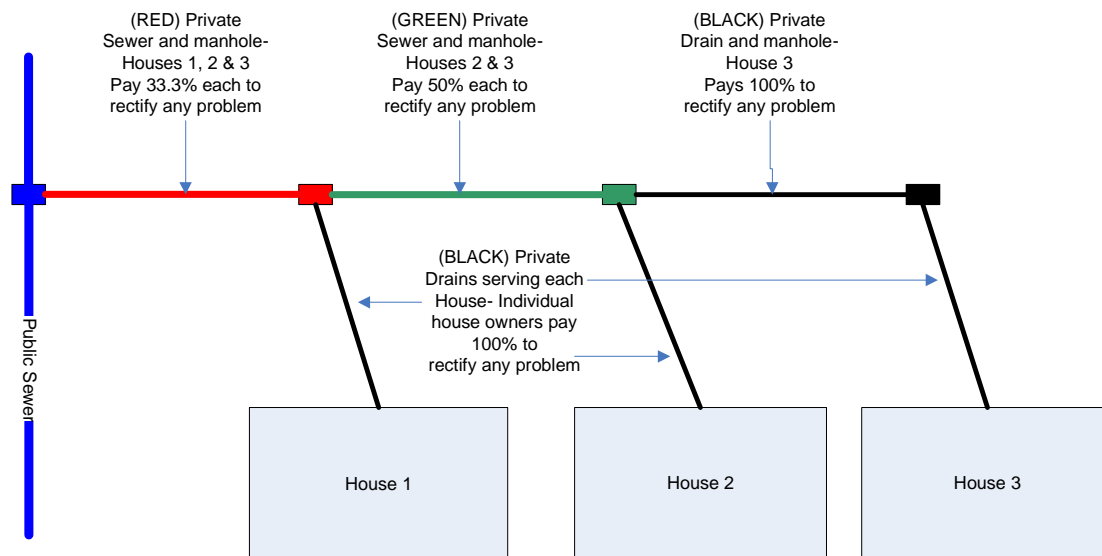 (RED) Private
Sewer and manhole-
Houses 1, 2 & 3
Pay 33.3% each to
rectify any problem
(GREEN) Private
Sewer and manhole-
Houses 2 & 3
Pay 50% each to
rectify any problem
(BLACK) Private
Drain and manhole-
House 3
Pays 100% to
rectify any problem
(BLACK) Private
Drains serving each
House- Individual
house owners pay
100% to
rectify any problem
Public Sewer
House 1
House 2
House 3